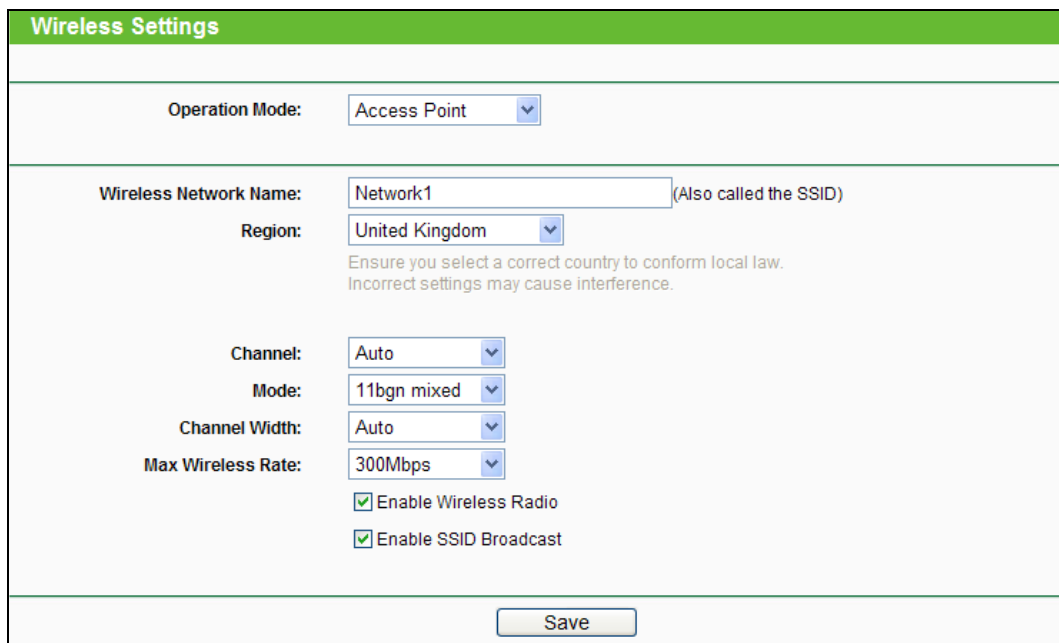 Wireless Settings
Operation Mode: Access Point
Wireless Network Name: Network1 (Also called the SSID)
Region: United Kingdom
Ensure you select a correct country to conform local law.
Incorrect settings may cause interference.
Channel: Auto
Mode: 11bgn mixed
Channel Width: Auto
Max Wireless Rate: 300Mbps
Enable Wireless Radio
Enable SSID Broadcast
Save